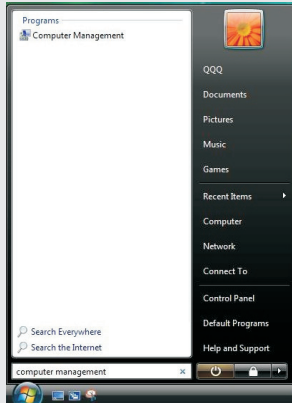 Programs
Computer Management
Search Everywhere
Search the Internet
computer management
QQQ
Documents
Pictures
Music
Games
Recent Items
Computer
Network
Connect To
Control Panel
Default Programs
Help and Support